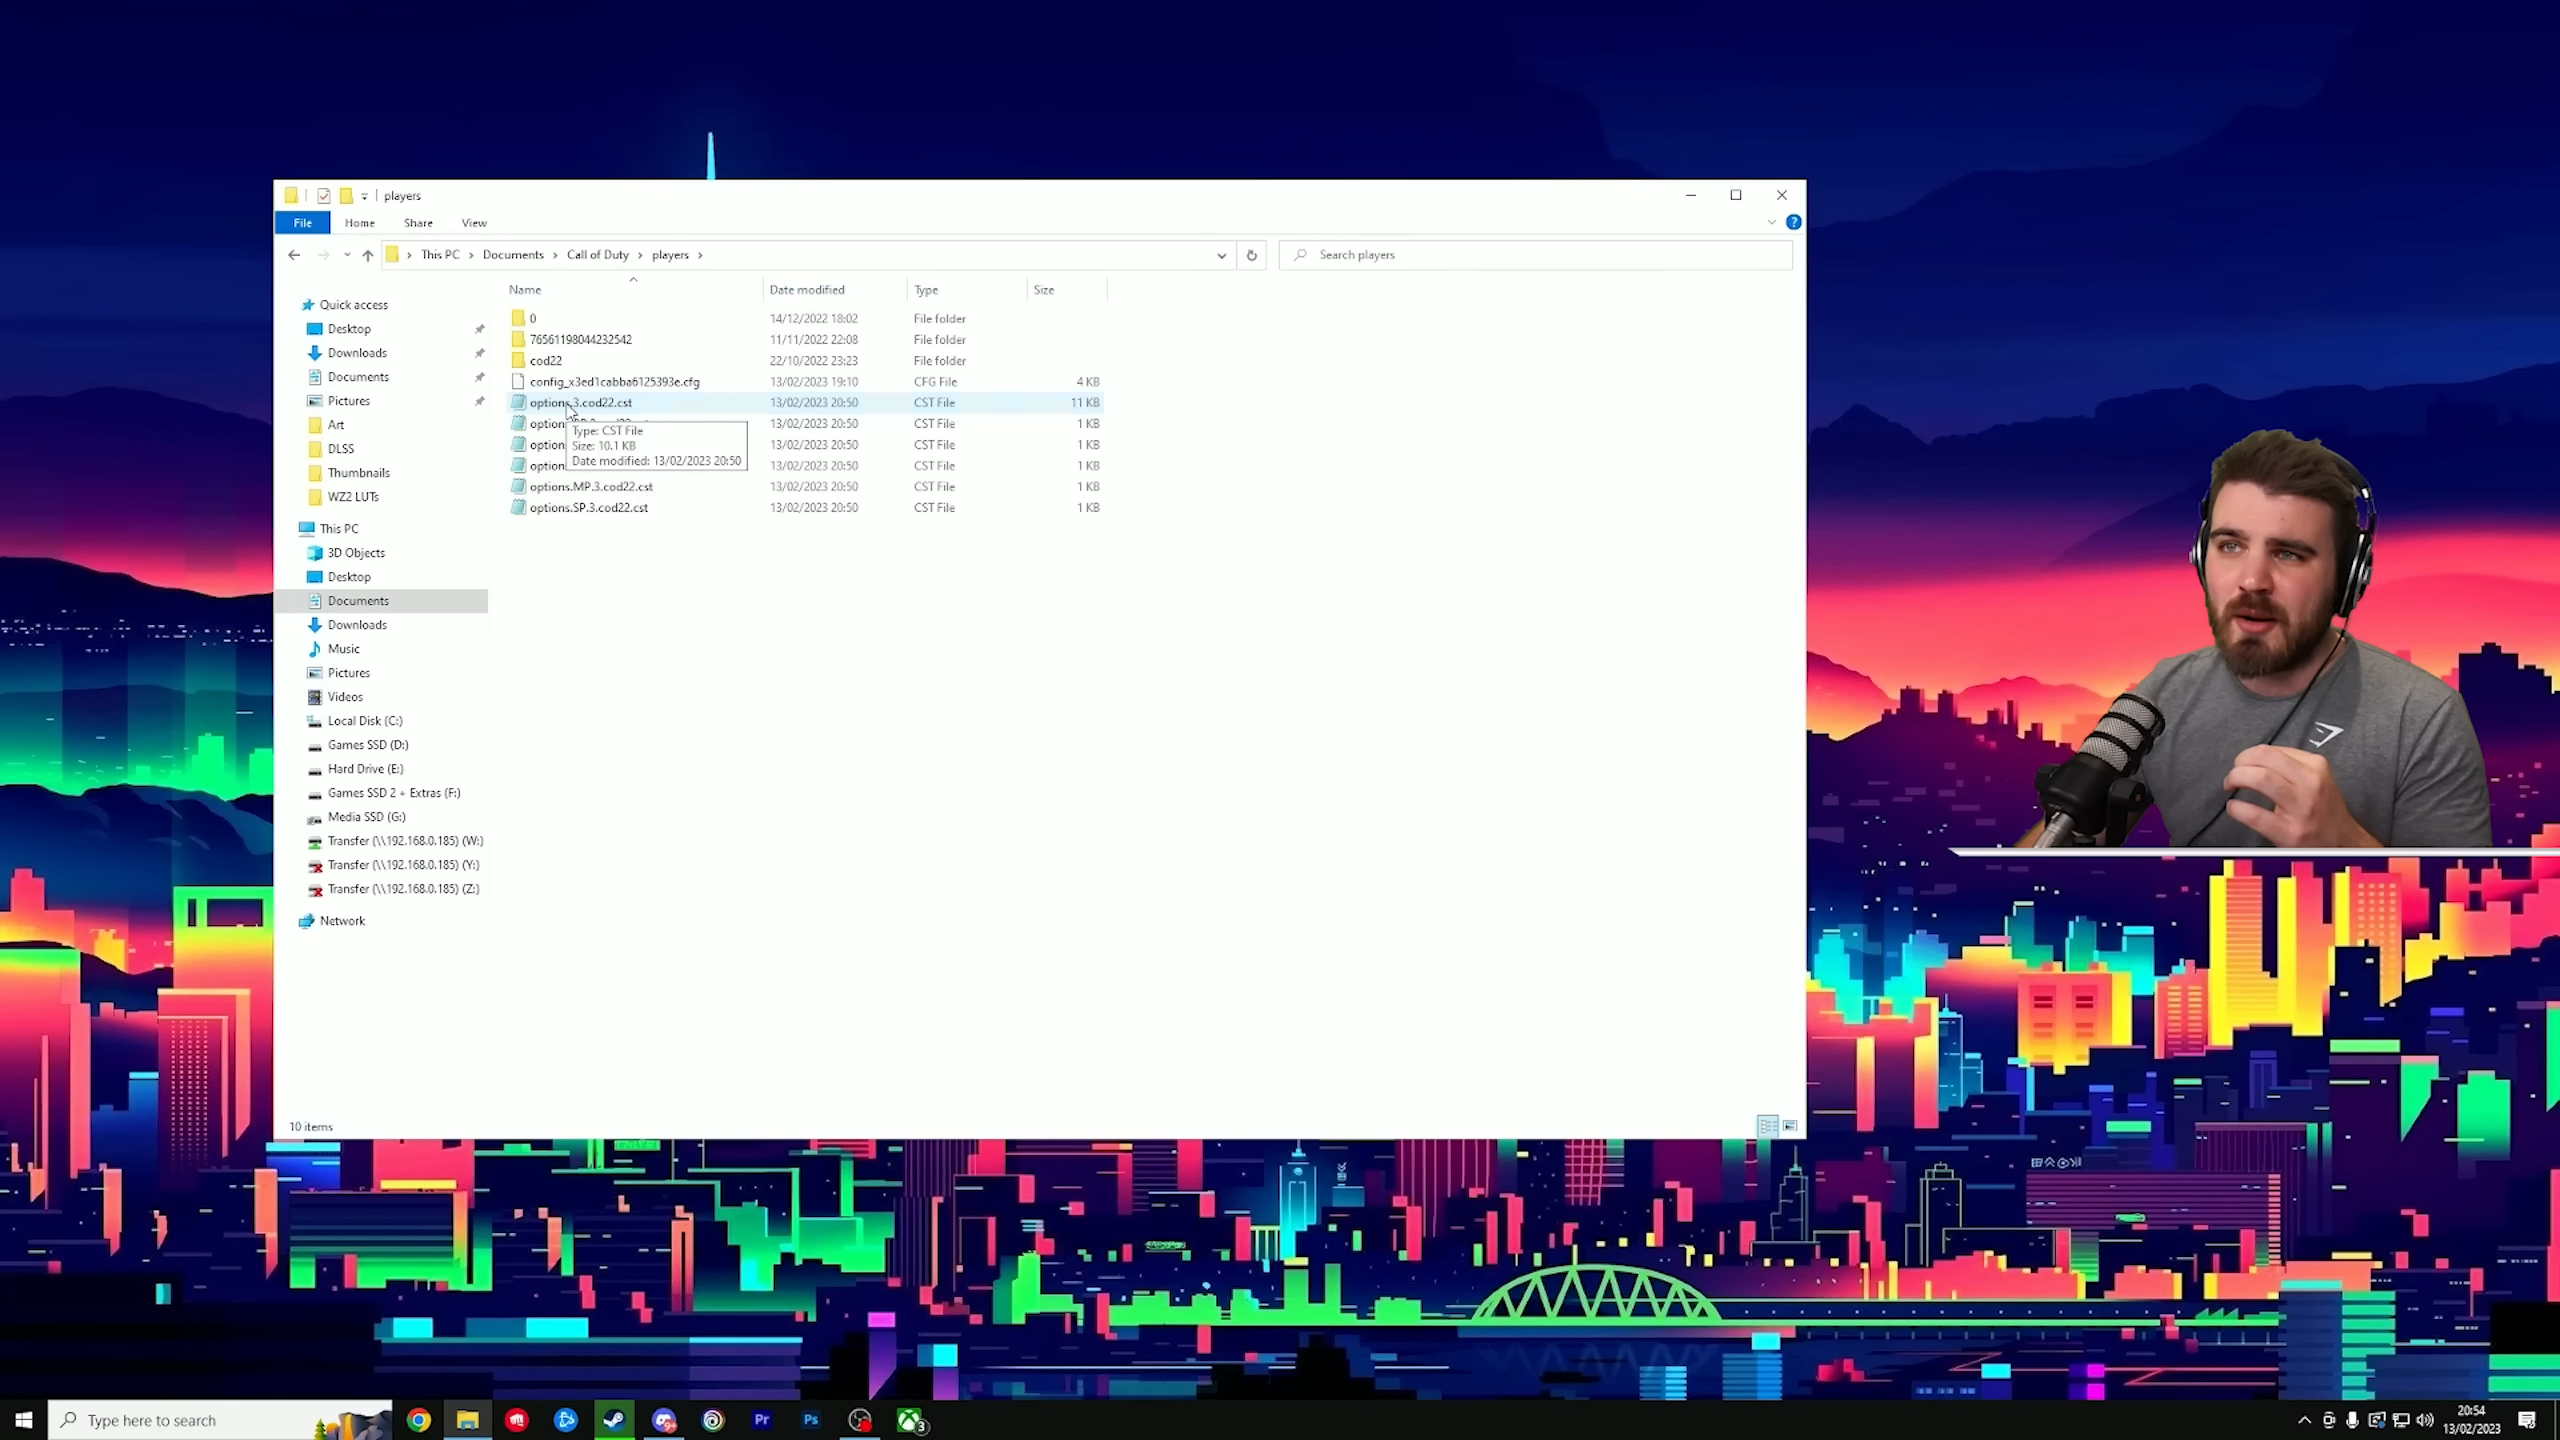 players
File Home Share View
This PC Documents Call of Duty players
Search players
Name Date modified Type Size
Quick access
Desktop
Downloads
Documents
Pictures
Art
DLSS
Thumbnails
WZ2 LUTs
This PC
3D Objects
Desktop
Documents
Downloads
Music
Pictures
Videos
Local Disk (C:)
Games SSD (D:)
Hard Drive (E:)
Games SSD 2 + Extras (F:)
Media SSD (G:)
Transfer (\\192.168.0.185) (W:)
Transfer (\\192.168.0.185) (Y:)
Transfer (\\192.168.0.185) (Z:)
Network
0 14/12/2022 18:02 File folder
76561198044232542 11/11/2022 22:08 File folder
cod22 22/10/2022 23:23 File folder
config_x3ed1cabba6125393e.cfg 13/02/2023 19:10 CFG File 4 KB
options.3.cod22.cst 13/02/2023 20:50 CST File 11 KB
option 13/02/2023 20:50 CST File 1 KB
option 13/02/2023 20:50 CST File 1 KB
option 13/02/2023 20:50 CST File 1 KB
options.MP.3.cod22.cst 13/02/2023 20:50 CST File 1 KB
options.SP.3.cod22.cst 13/02/2023 20:50 CST File 1 KB
Type: CST File
Size: 10.1 KB
Date modified: 13/02/2023 20:50
10 items
Type here to search
Pr
Ps
9+
3
20:54
13/02/2023